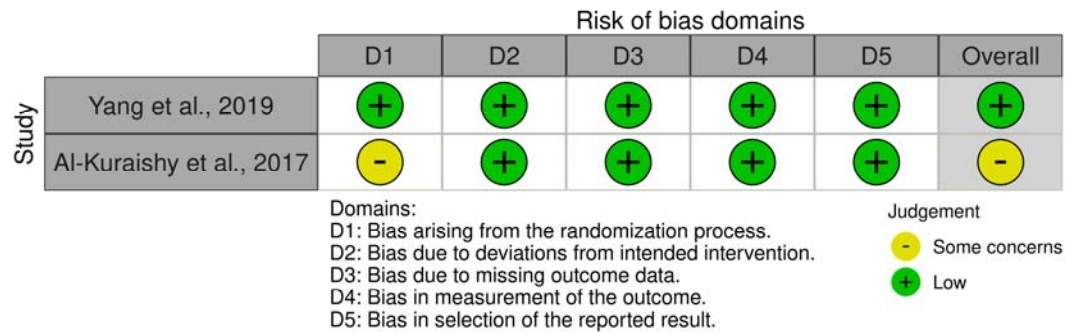 Risk of bias domains
D1 D2 D3 D4 D5 Overall
Study
Yang et al., 2019 + + + + + +
Al-Kuraishy et al., 2017 - + + + + -
Domains:
D1: Bias arising from the randomization process.
D2: Bias due to deviations from intended intervention.
D3: Bias due to missing outcome data.
D4: Bias in measurement of the outcome.
D5: Bias in selection of the reported result.
Judgement
- Some concerns
+ Low